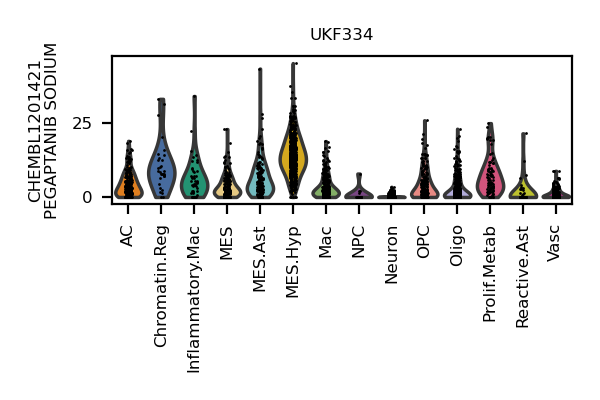 UKF334
CHEMBL1201421
PEGAPTANIB SODIUM
25
0
AC
Chromatin.Reg
Inflammatory.Mac
MES
MES.Ast
MES.Hyp
Mac
NPC
Neuron
OPC
Oligo
Prolif.Metab
Reactive.Ast
Vasc